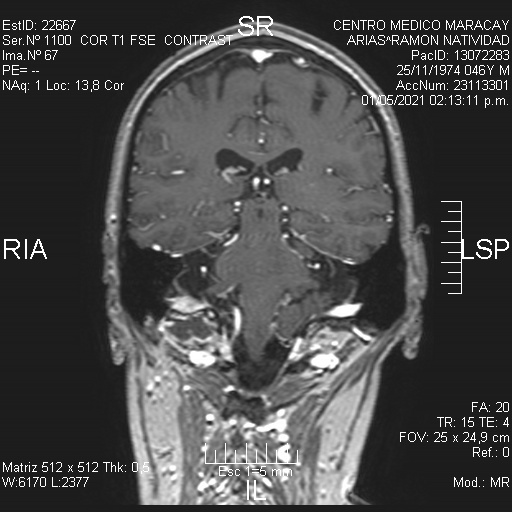 EstID: 22667
Ser.Nº 1100 COR T1 FSE CONTRAST
Ima.Nº 67
PE= --
NAq: 1 Loc: 13,8 Cor
SR
CENTRO MEDICO MARACAY
ARIAS^RAMON NATIVIDAD
PacID: 13072283
25/11/1974 046Y M
AccNum: 23113301
01/05/2021 02:13:11 p.m.
RIA
LSP
FA: 20
TR: 15 TE: 4
FOV: 25 x 24,9 cm
Ref.: 0
Matriz 512 x 512 Thk: 0,5
W:6170 L:2377
Esc 1=5 mm
IL
Mod.: MR